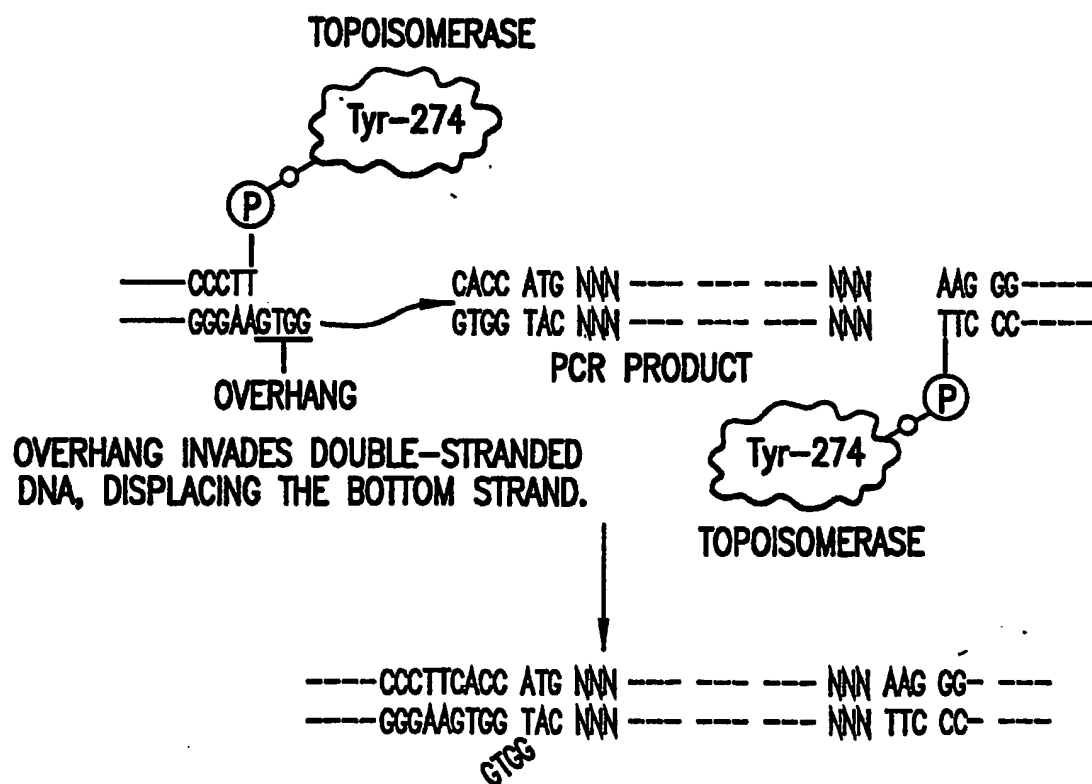 TOPOISOMERASE
Tyr-274
P
CCCTT
GGGAAGTGG
OVERHANG
CACC ATG NNN NNN AAG GG
GTGG TAC NNN NNN TTC CC
PCR PRODUCT
P
Tyr-274
TOPOISOMERASE
OVERHANG INVADES DOUBLE-STRANDED
DNA, DISPLACING THE BOTTOM STRAND.
CCCTTCACC ATG NNN NNN AAG GG
GGGAAGTGG TAC NNN NNN TTC CC
GTGG